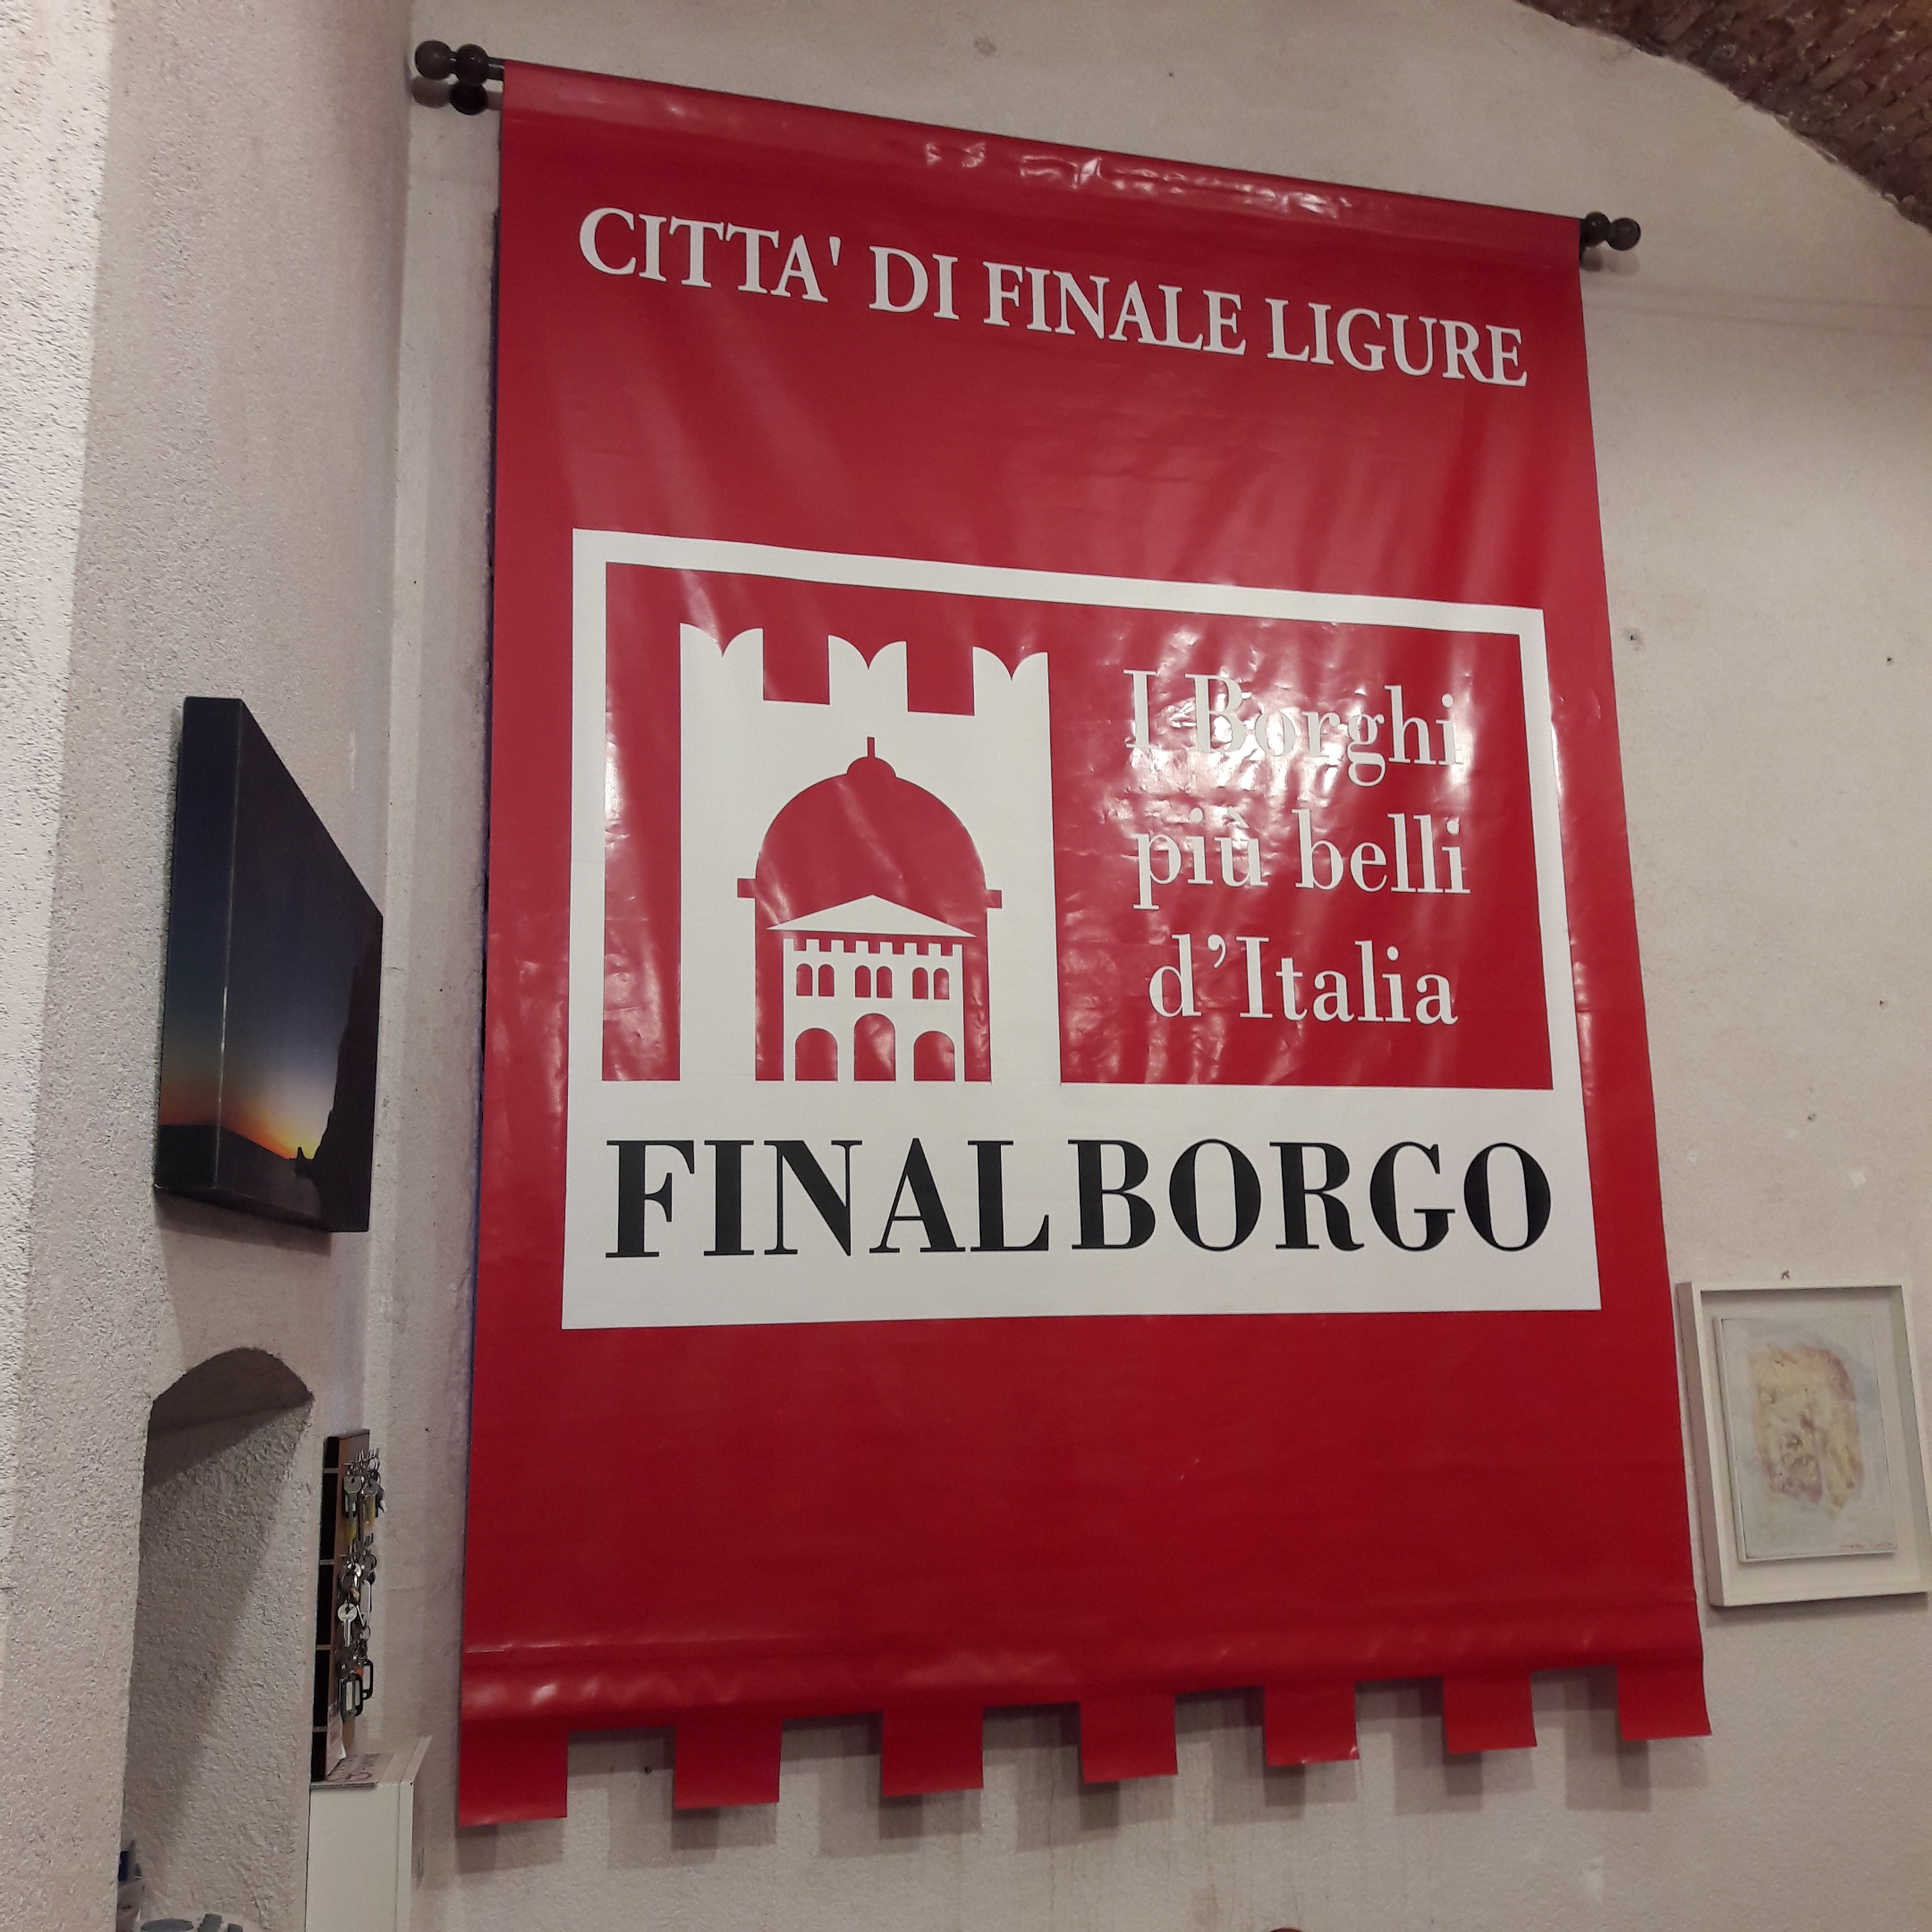 CITTA' DI FINALE LIGURE
I Borghi
più belli
d'Italia
FINALBORGO